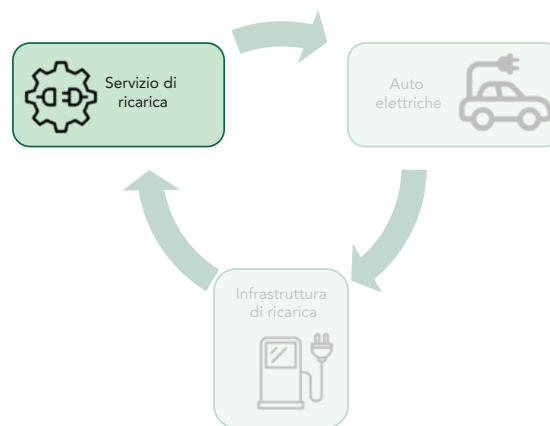 Servizio di
ricarica
Auto
elettriche
Infrastruttura
di ricarica